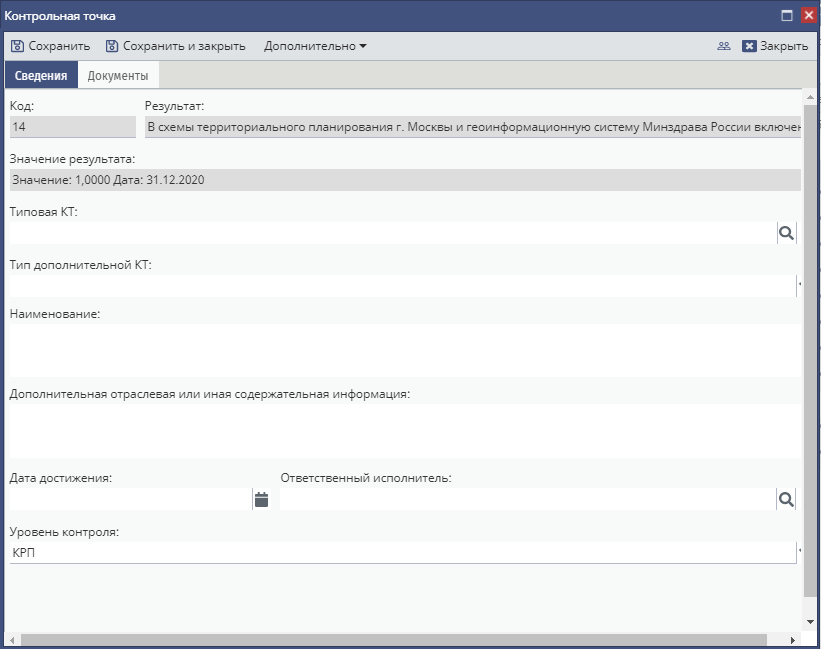 Контрольная точка
Сохранить Сохранить и закрыть Дополнительно Закрыть
Сведения Документы
Код: Результат:
14 В схемы территориального планирования г. Москвы и геоинформационную систему Минздрава России включен
Значение результата:
Значение: 1,0000 Дата: 31.12.2020
Типовая КТ:
Тип дополнительной КТ:
Наименование:
Дополнительная отраслевая или иная содержательная информация:
Дата достижения: Ответственный исполнитель:
Уровень контроля:
КРП